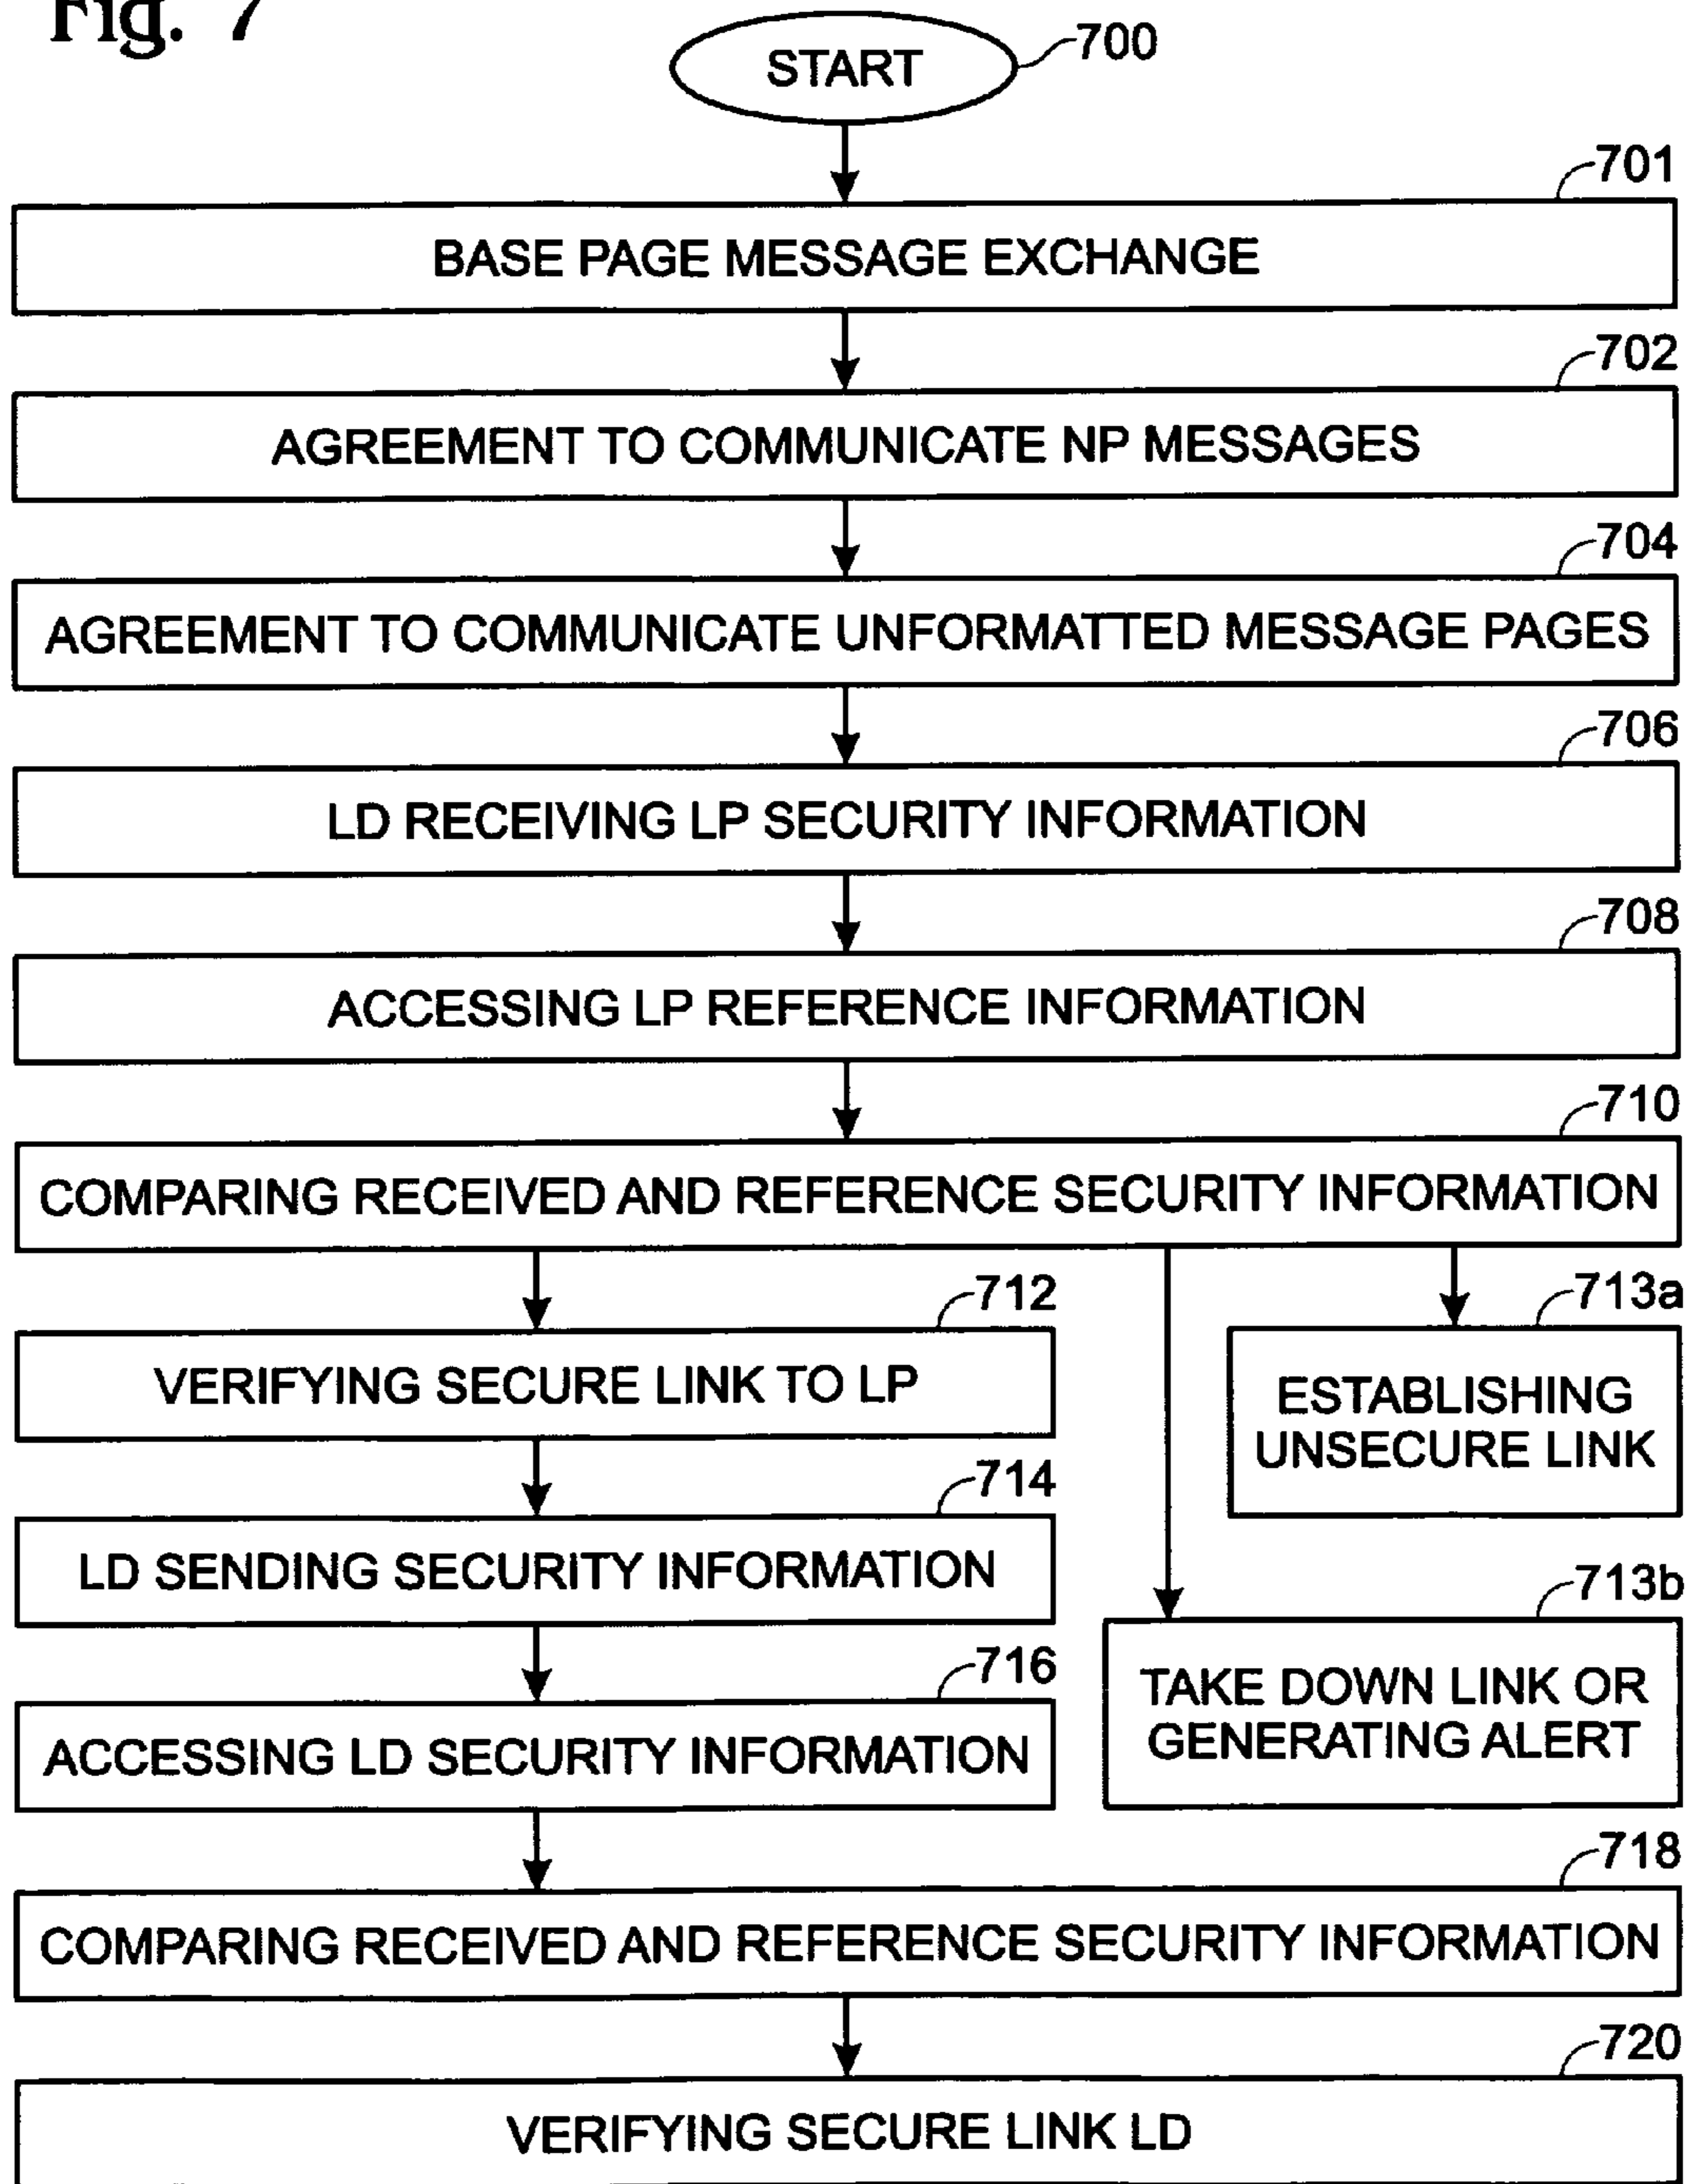 Fig. 7
START
700
701
BASE PAGE MESSAGE EXCHANGE
702
AGREEMENT TO COMMUNICATE NP MESSAGES
704
AGREEMENT TO COMMUNICATE UNFORMATTED MESSAGE PAGES
706
LD RECEIVING LP SECURITY INFORMATION
708
ACCESSING LP REFERENCE INFORMATION
710
COMPARING RECEIVED AND REFERENCE SECURITY INFORMATION
712
VERIFYING SECURE LINK TO LP
713a
ESTABLISHING
UNSECURE LINK
714
LD SENDING SECURITY INFORMATION
713b
TAKE DOWN LINK OR
GENERATING ALERT
716
ACCESSING LD SECURITY INFORMATION
718
COMPARING RECEIVED AND REFERENCE SECURITY INFORMATION
720
VERIFYING SECURE LINK LD